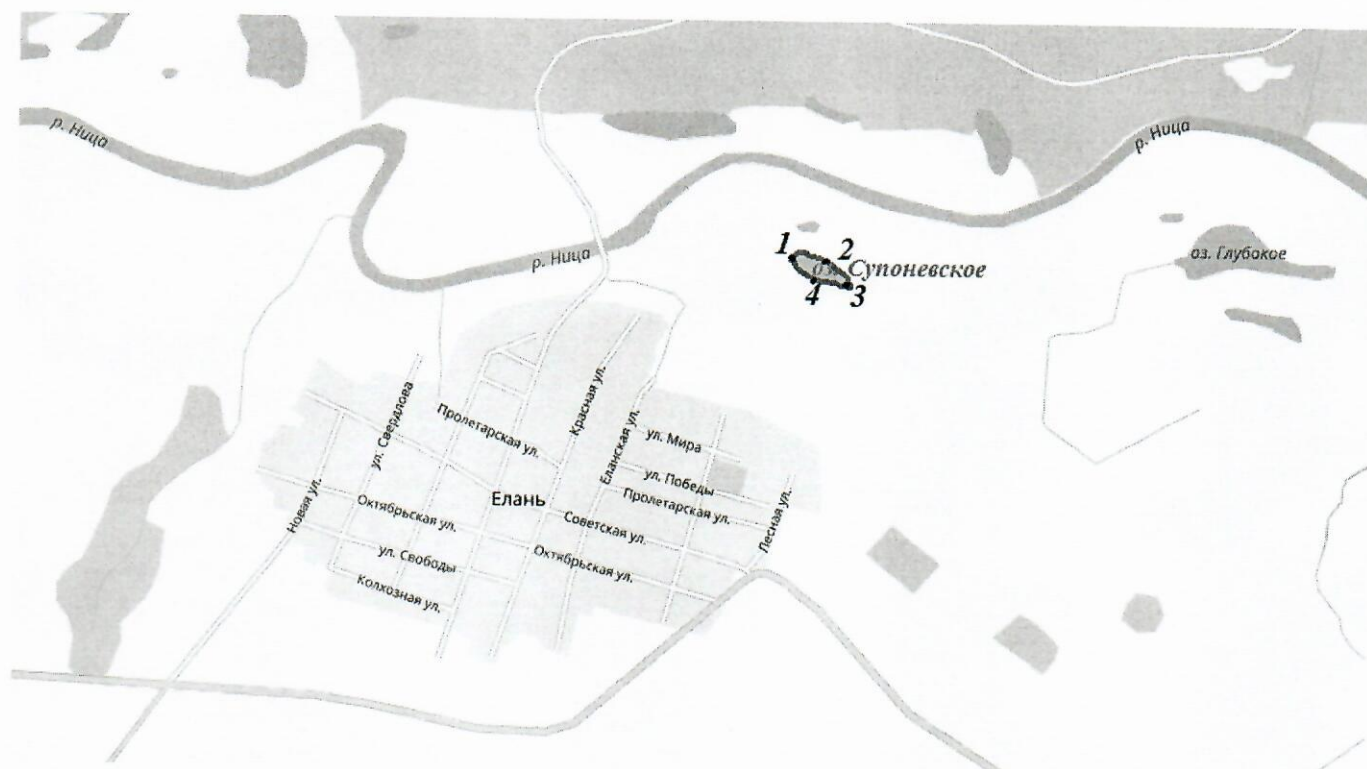 р. Ница
р. Ница
р. Ница
1
2
оз. Супоневское
4
3
оз. Глубокое
ул. Свердлова
Пролетарская ул.
Красная ул.
Еланская ул.
ул. Мира
ул. Победы
Пролетарская ул.
Лесная ул.
Новая ул.
Октябрьская ул.
Елань
Советская ул.
Октябрьская ул.
ул. Свободы
Колхозная ул.